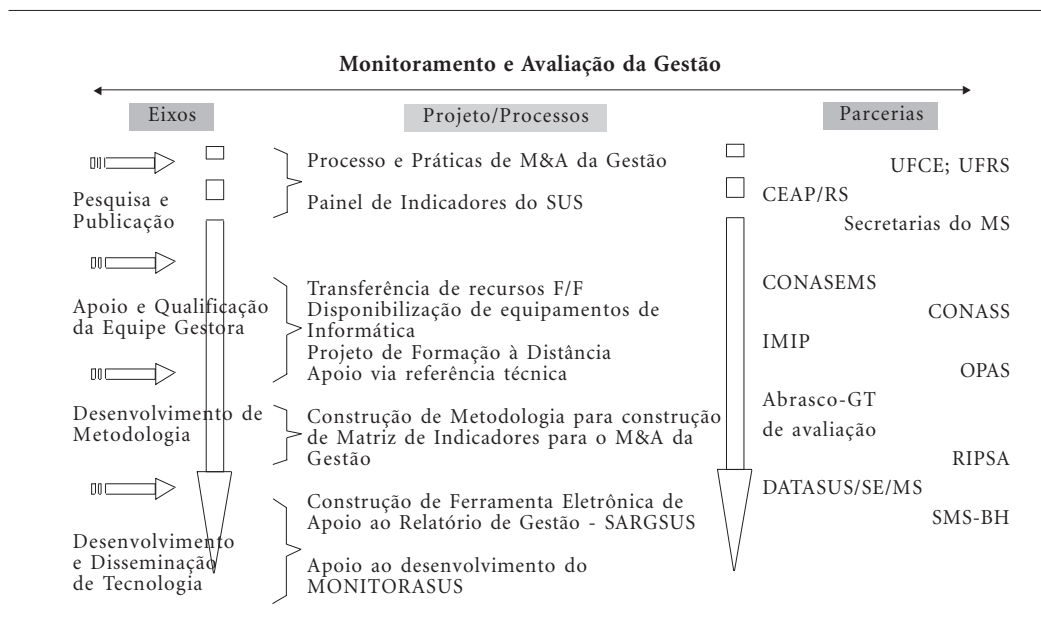 Monitoramento e Avaliação da Gestão
Eixos
Projeto/Processos
Parcerias
Pesquisa e
Publicação
Apoio e Qualificação
da Equipe Gestora
Desenvolvimento de
Metodologia
Desenvolvimento
e Disseminação
de Tecnologia
Processo e Práticas de M&A da Gestão
Painel de Indicadores do SUS
Transferência de recursos F/F
Disponibilização de equipamentos de
Informática
Projeto de Formação à Distância
Apoio via referência técnica
Construção de Metodologia para construção
de Matriz de Indicadores para o M&A da
Gestão
Construção de Ferramenta Eletrônica de
Apoio ao Relatório de Gestão - SARGSUS
Apoio ao desenvolvimento do
MONITORASUS
UFCE; UFRS
CEAP/RS
Secretarias do MS
CONASEMS
CONASS
IMIP
OPAS
Abrasco-GT
de avaliação
RIPSA
DATASUS/SE/MS
SMS-BH